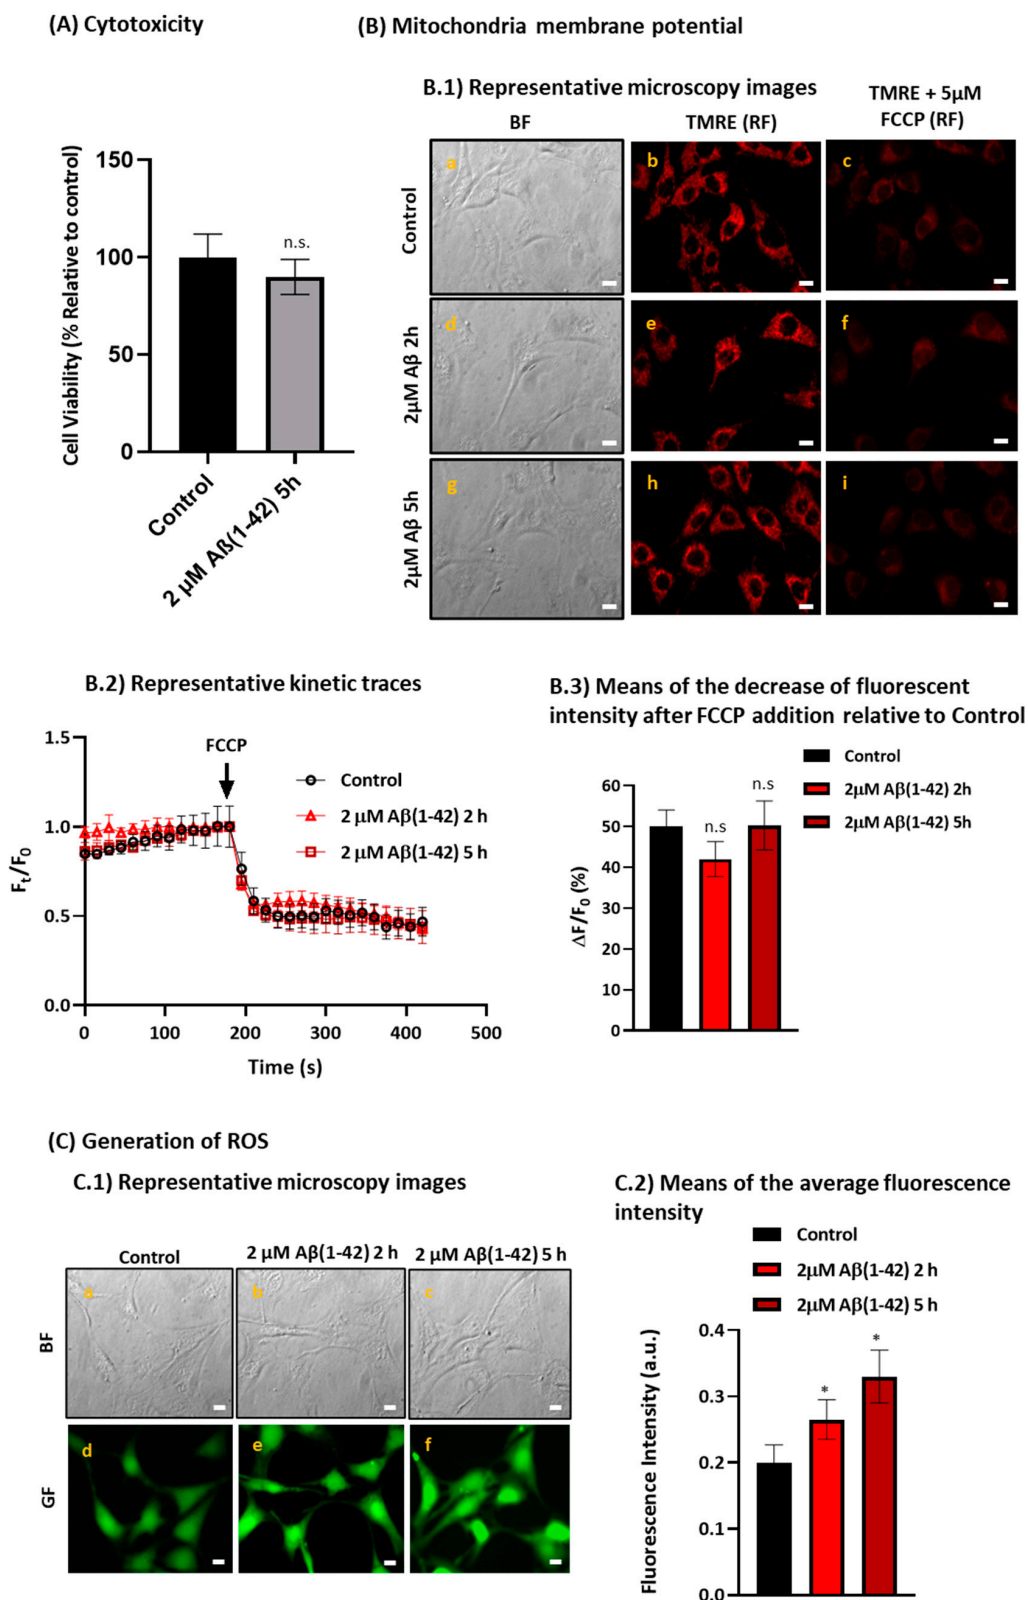 (A) Cytotoxicity
(B) Mitochondria membrane potential
B.1) Representative microscopy images
TMRE + 5µM
FCCP (RF)
BF
TMRE (RF)
Cell Viability (% Relative to control)
150
100
50
0
n.s.
Control
2 µM Aß(1-42) 5h
Control
a
b
c
2µM Aβ 2h
d
e
f
2µM Aβ 5h
g
h
i
B.2) Representative kinetic traces
B.3) Means of the decrease of fluorescent
intensity after FCCP addition relative to Control
Ft/F0
1.5
1.0
0.5
0.0
FCCP
Control
2 µM Aβ(1-42) 2 h
2 µM Aβ(1-42) 5 h
0
100
200
300
400
500
Time (s)
Control
2µM Aβ(1-42) 2h
2µM Aβ(1-42) 5h
ΔF/F0 (%)
60
50
40
30
20
10
0
n.s
n.s
(C) Generation of ROS
C.1) Representative microscopy images
C.2) Means of the average fluorescence
intensity
Control
2 µM Aβ(1-42) 2 h
2 µM Aβ(1-42) 5 h
BF
a
b
c
GF
d
e
f
Control
2µM Aβ(1-42) 2 h
2µM Aβ(1-42) 5 h
Fluorescence Intensity (a.u.)
0.4
0.3
0.2
0.1
0.0
*
*